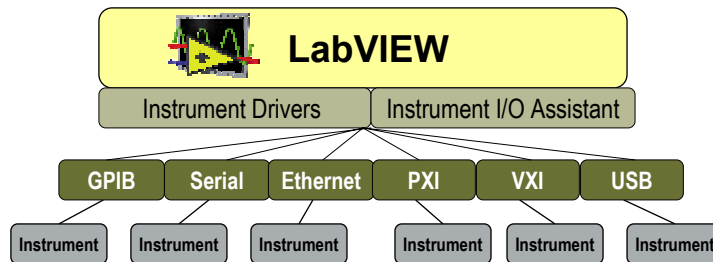 LabVIEW
Instrument Drivers Instrument I/O Assistant
GPIB Serial Ethernet PXI VXI USB
Instrument Instrument Instrument Instrument Instrument Instrument